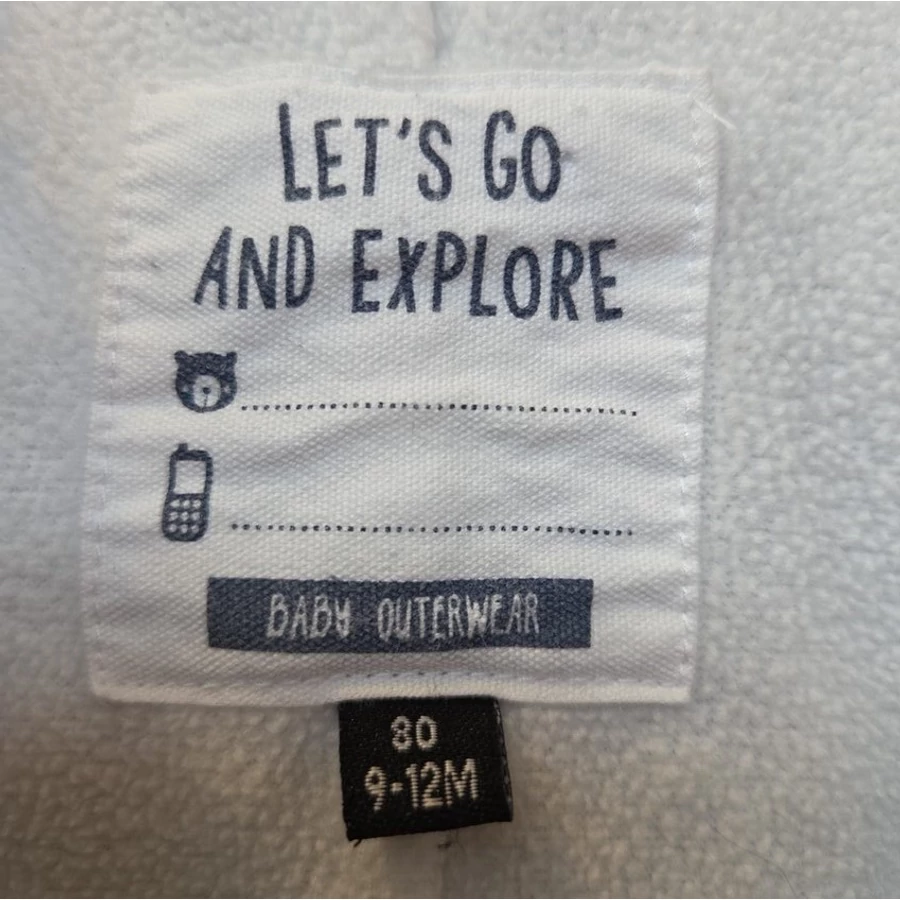 LET'S GO
AND EXPLORE
BABY OUTERWEAR
80
9-12M